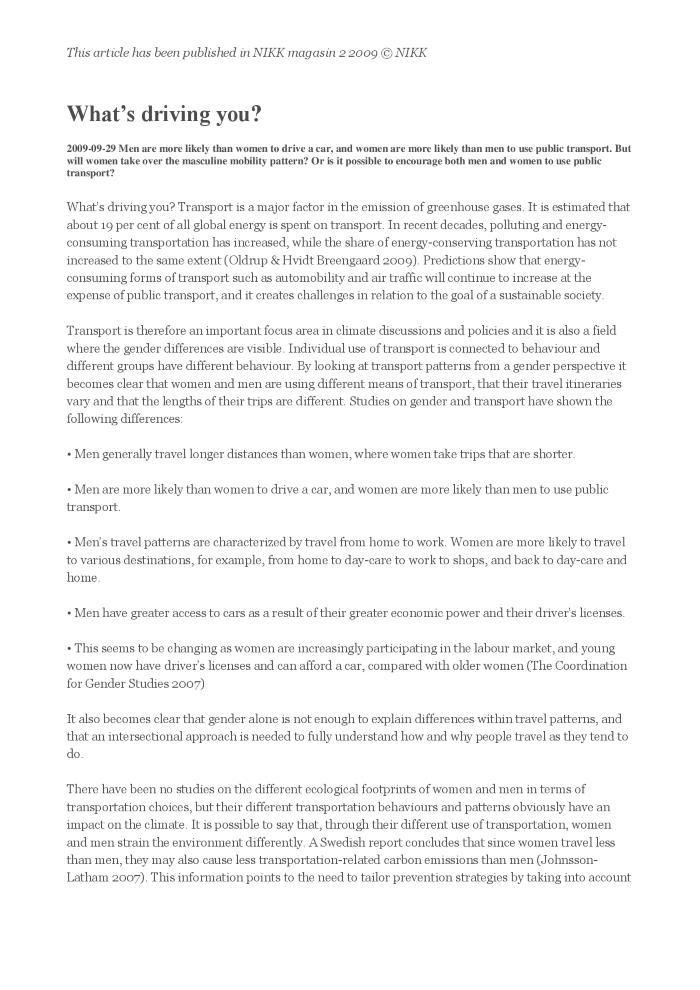 This article has been published in NIKK magasin 2 2009 © NIKK
What's driving you?
2009-09-29 Men are more likely than women to drive a car, and women are more likely than men to use public transport. But
will women take over the masculine mobility pattern? Or is it possible to encourage both men and women to use public
transport?
What's driving you? Transport is a major factor in the emission of greenhouse gases. It is estimated that
about 19 per cent of all global energy is spent on transport. In recent decades, polluting and energy-
consuming transportation has increased, while the share of energy-conserving transportation has not
increased to the same extent (Oldrup & Hvidt Breengaard 2009). Predictions show that energy-
consuming forms of transport such as automobility and air traffic will continue to increase at the
expense of public transport, and it creates challenges in relation to the goal of a sustainable society.
Transport is therefore an important focus area in climate discussions and policies and it is also a field
where the gender differences are visible. Individual use of transport is connected to behaviour and
different groups have different behaviour. By looking at transport patterns from a gender perspective it
becomes clear that women and men are using different means of transport, that their travel itineraries
vary and that the lengths of their trips are different. Studies on gender and transport have shown the
following differences:
• Men generally travel longer distances than women, where women take trips that are shorter.
• Men are more likely than women to drive a car, and women are more likely than men to use public
transport.
• Men's travel patterns are characterized by travel from home to work. Women are more likely to travel
to various destinations, for example, from home to day-care to work to shops, and back to day-care and
home.
• Men have greater access to cars as a result of their greater economic power and their driver's licenses.
• This seems to be changing as women are increasingly participating in the labour market, and young
women now have driver's licenses and can afford a car, compared with older women (The Coordination
for Gender Studies 2007)
It also becomes clear that gender alone is not enough to explain differences within travel patterns, and
that an intersectional approach is needed to fully understand how and why people travel as they tend to
do.
There have been no studies on the different ecological footprints of women and men in terms of
transportation choices, but their different transportation behaviours and patterns obviously have an
impact on the climate. It is possible to say that, through their different use of transportation, women
and men strain the environment differently. A Swedish report concludes that since women travel less
than men, they may also cause less transportation-related carbon emissions than men (Johnsson-
Latham 2007). This information points to the need to tailor prevention strategies by taking into account